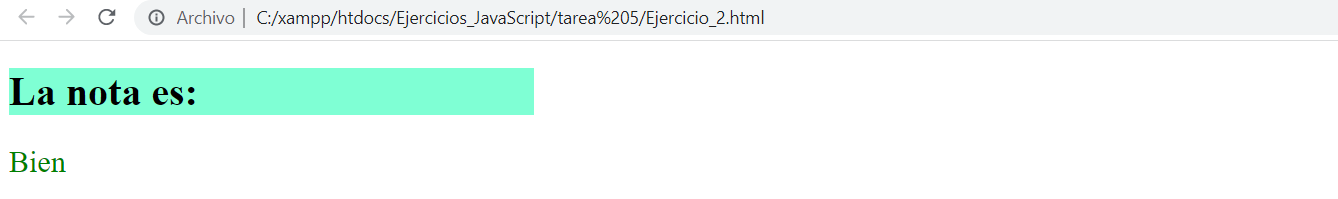 Archivo | C:/xampp/htdocs/Ejercicios_JavaScript/tarea%205/Ejercicio_2.html
La nota es:
Bien